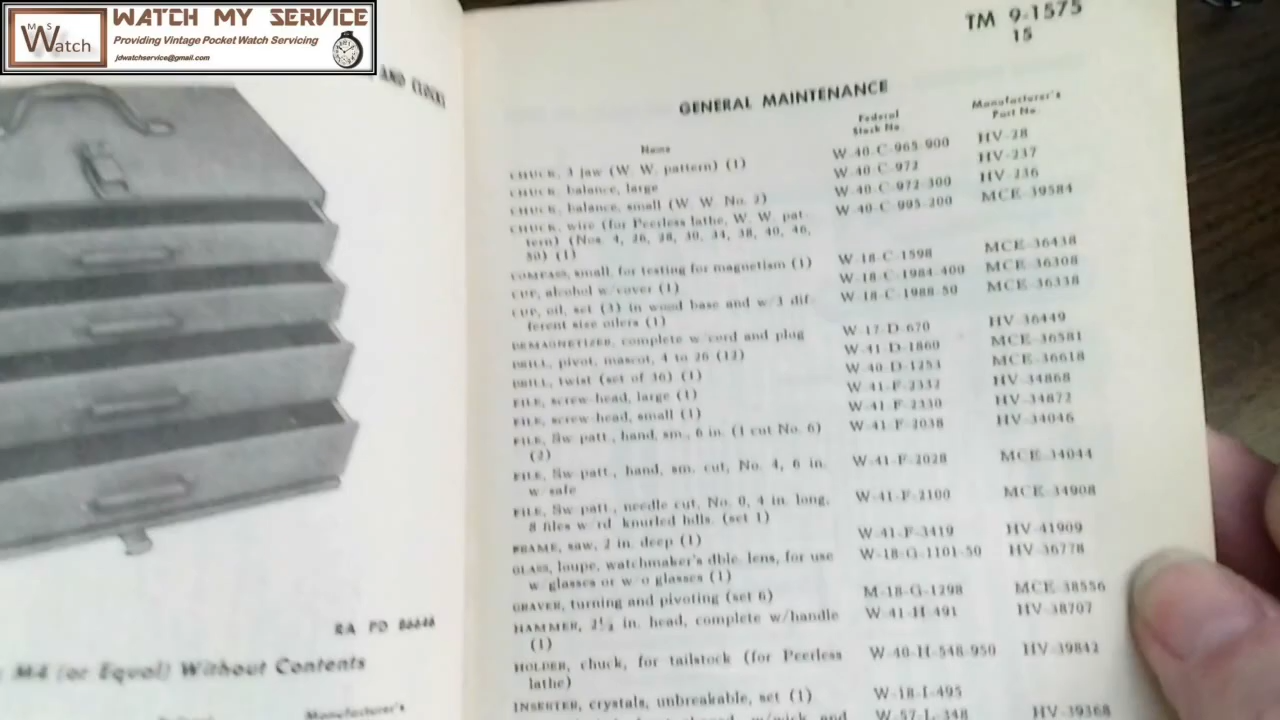 M S
Watch
WATCH MY SERVICE
Providing Vintage Pocket Watch Servicing
jdwatchservice@gmail.com
AND CLOCKS
RA PD 86646
M4 (or Equal) Without Contents
Manufacturer's
TM 9-1575
15
GENERAL MAINTENANCE
Name Federal Stock No. Manufacturer's Part No.
CHUCK, 3 jaw (W. W. pattern) (1) W-40-C-965-900 HV-28
CHUCK, balance, large W-40-C-972 HV-237
CHUCK, balance, small (W. W. No. 2) W-40-C-972-300 HV-236
CHUCK, wire (for Peerless lathe, W. W. pat- W-40-C-995-200 MCE-39584
tern) (Nos. 4, 26, 28, 30, 34, 38, 40, 46,
50) (1)
COMPASS, small, for testing for magnetism (1) W-18-C-1598 MCE-36438
CUP, alcohol w/cover (1) W-18-C-1984-400 MCE-36308
CUP, oil, set (3) in wood base and w/3 dif- W-18-C-1988-50 MCE-36338
ferent size oilers (1)
DEMAGNETIZER, complete w/cord and plug W-17-D-670 HV-36449
DRILL, pivot, mascot, 4 to 26 (12) W-41-D-1860 MCE-36581
DRILL, twist (set of 36) (1) W-40-D-1253 MCE-36618
FILE, screw-head, large (1) W-41-F-2332 HV-34868
FILE, screw-head, small (1) W-41-F-2330 HV-34872
FILE, Sw patt., hand, sm., 6 in. (1 cut No. 6) W-41-F-2038 HV-34046
(2)
FILE, Sw patt., hand, sm. cut, No. 4, 6 in. W-41-F-2028 MCE-34044
w/safe
FILE, Sw patt., needle cut, No. 0, 4 in. long, W-41-F-2100 MCE-34908
8 files w/rd. knurled hdls. (set 1)
FRAME, saw, 2 in. deep (1) W-41-F-3419 HV-41909
GLASS, loupe, watchmaker's dble. lens, for use W-18-G-1101-50 HV-36778
w/glasses or w/o glasses (1)
GRAVER, turning and pivoting (set 6) M-18-G-1298 MCE-38556
HAMMER, 2¼ in. head, complete w/handle W-41-H-491 HV-38707
(1)
HOLDER, chuck, for tailstock (for Peerless W-40-H-548-950 HV-39842
lathe)
INSERTER, crystals, unbreakable, set (1) W-18-I-495
w/wick and W-57-L-348 HV-39368